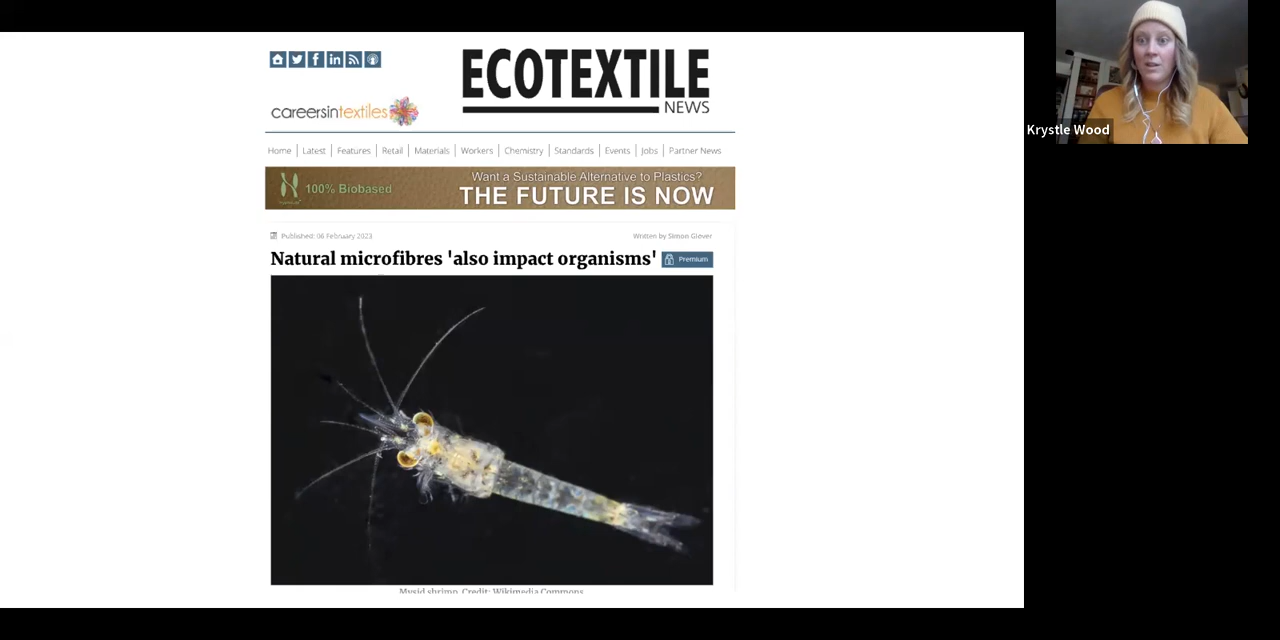 ECOTEXTILE
NEWS
careersintextiles
Home Latest Features Retail Materials Workers Chemistry Standards Events Jobs Partner News
100% Biobased
Want a Sustainable Alternative to Plastics?
THE FUTURE IS NOW
Published: 06 February 2023
Written by Simon Glover
Natural microfibres 'also impact organisms'
Premium
Mysid shrimp. Credit: Wikimedia Commons
Krystle Wood